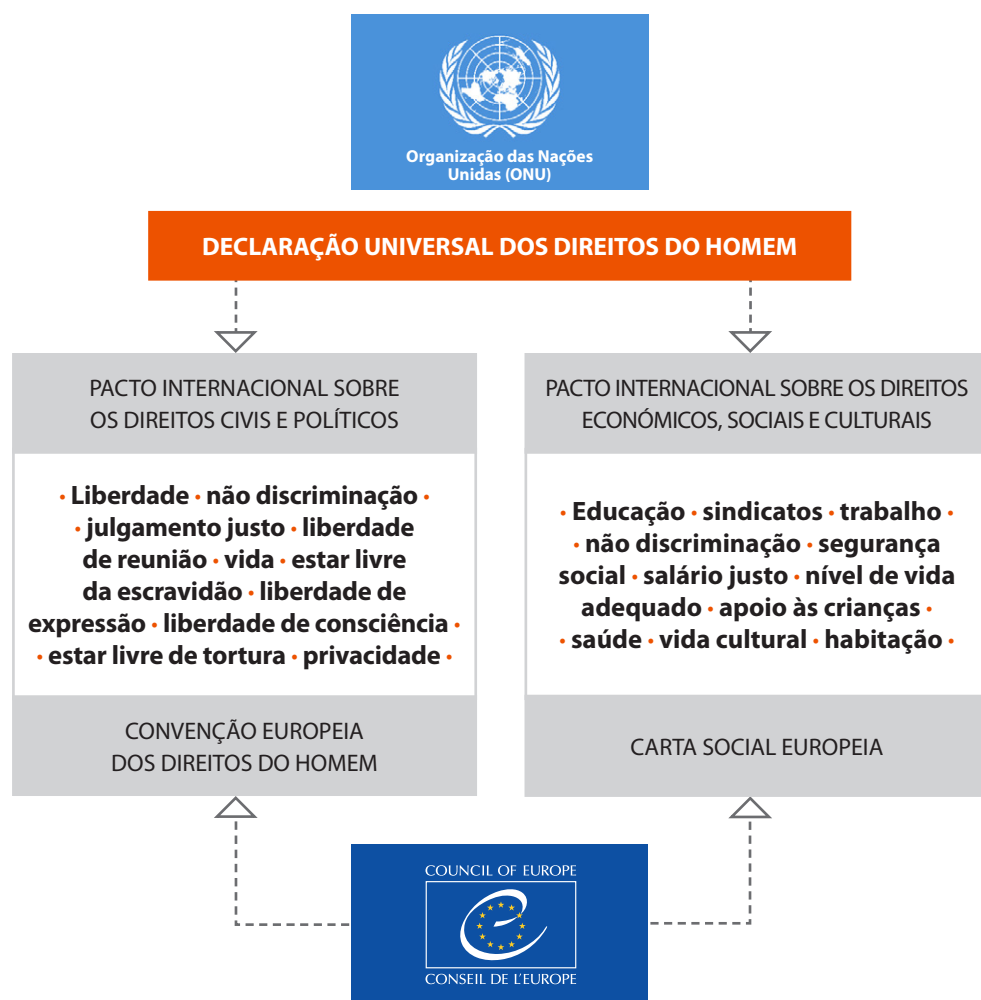 Organização das Nações
Unidas (ONU)
DECLARAÇÃO UNIVERSAL DOS DIREITOS DO HOMEM
PACTO INTERNACIONAL SOBRE
OS DIREITOS CIVIS E POLÍTICOS
· Liberdade · não discriminação ·
· julgamento justo · liberdade
de reunião · vida · estar livre
da escravidão · liberdade de
expressão · liberdade de consciência ·
· estar livre de tortura · privacidade ·
CONVENÇÃO EUROPEIA
DOS DIREITOS DO HOMEM
PACTO INTERNACIONAL SOBRE OS DIREITOS
ECONÓMICOS, SOCIAIS E CULTURAIS
· Educação · sindicatos · trabalho ·
· não discriminação · segurança
social · salário justo · nível de vida
adequado · apoio às crianças ·
· saúde · vida cultural · habitação ·
CARTA SOCIAL EUROPEIA
COUNCIL OF EUROPE
CONSEIL DE L'EUROPE